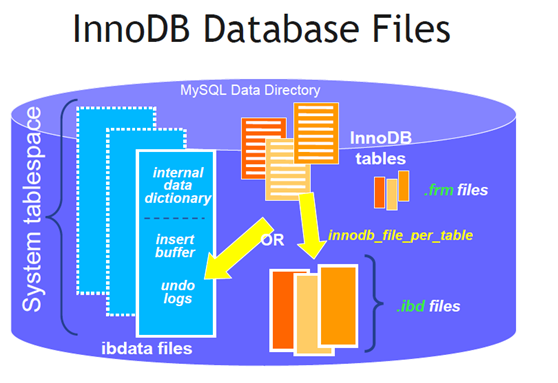 InnoDB Database Files
MySQL Data Directory
System tablespace
internal
data
dictionary
insert
buffer
undo
logs
ibdata files
InnoDB
tables
.frm files
OR
innodb_file_per_table
.ibd files